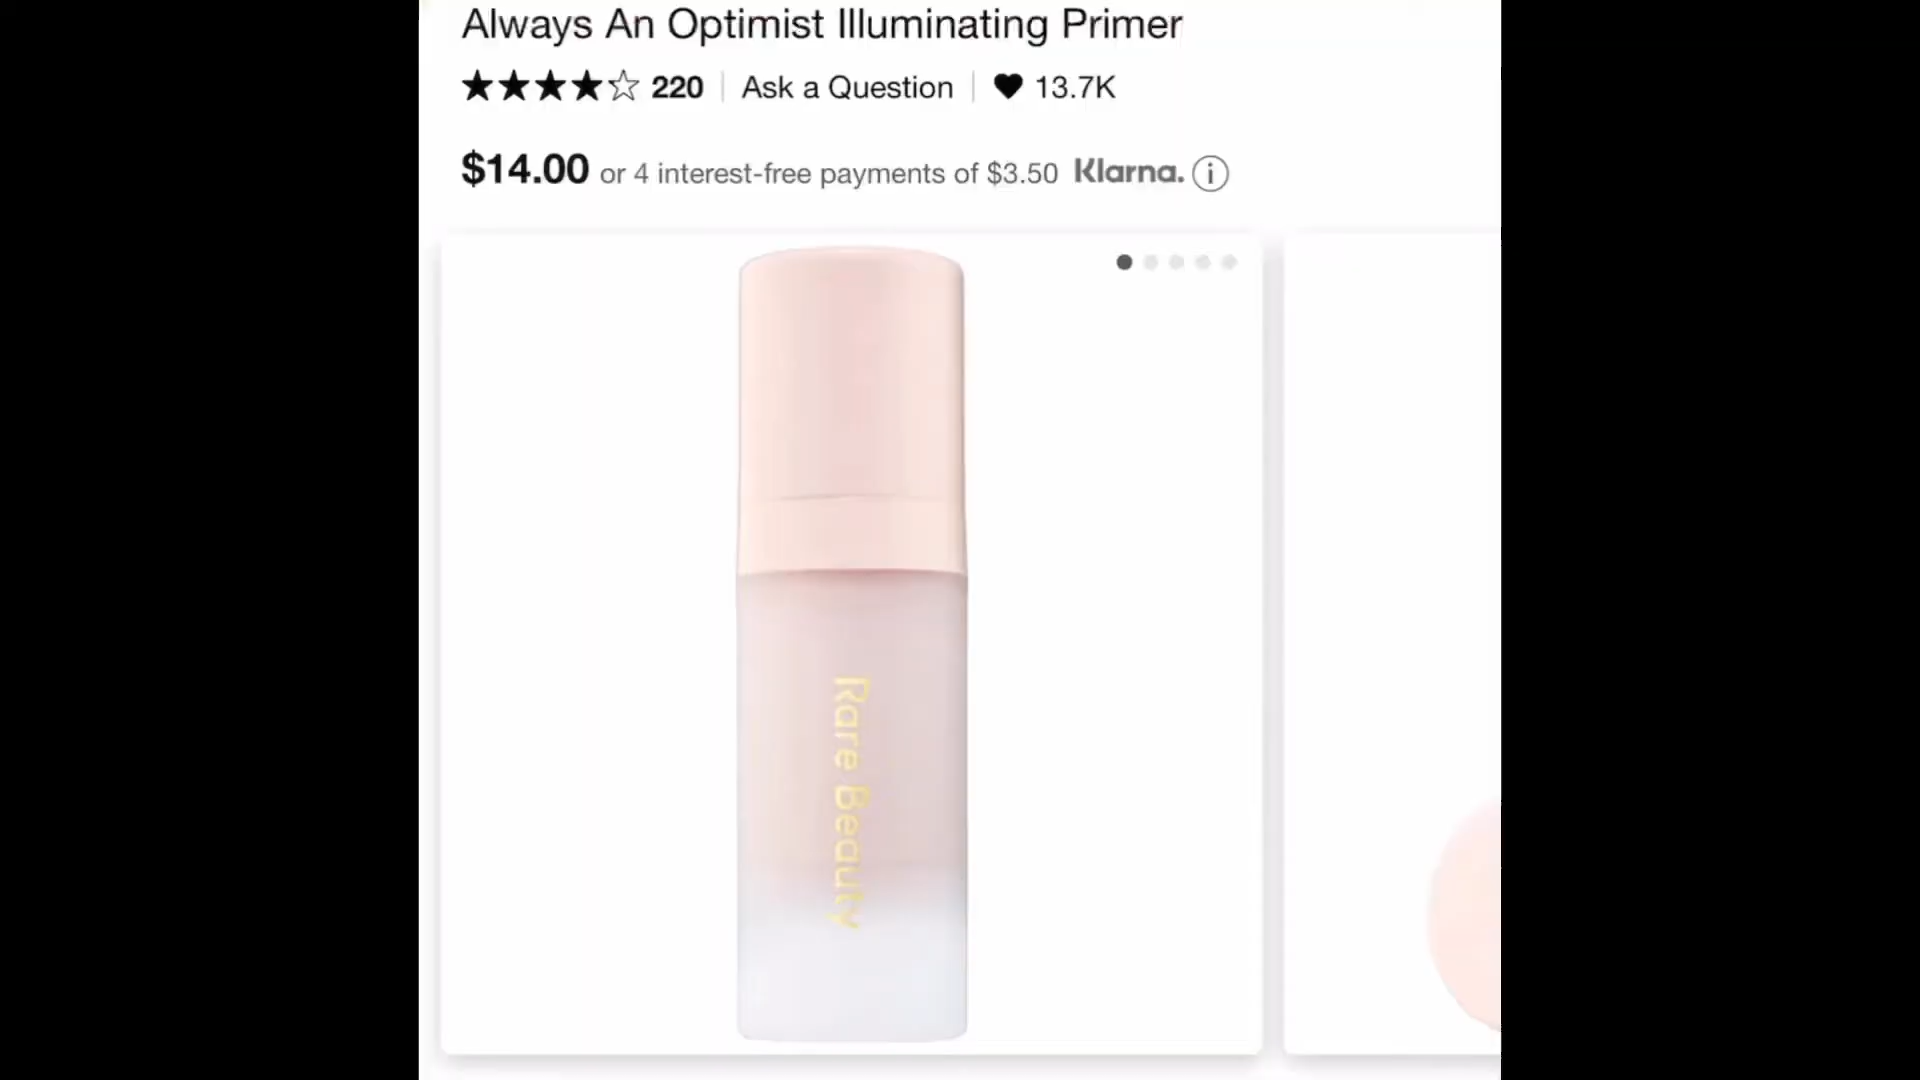 Always An Optimist Illuminating Primer
220 Ask a Question 13.7K
$14.00 or 4 interest-free payments of $3.50 Klarna.
Rare Beauty